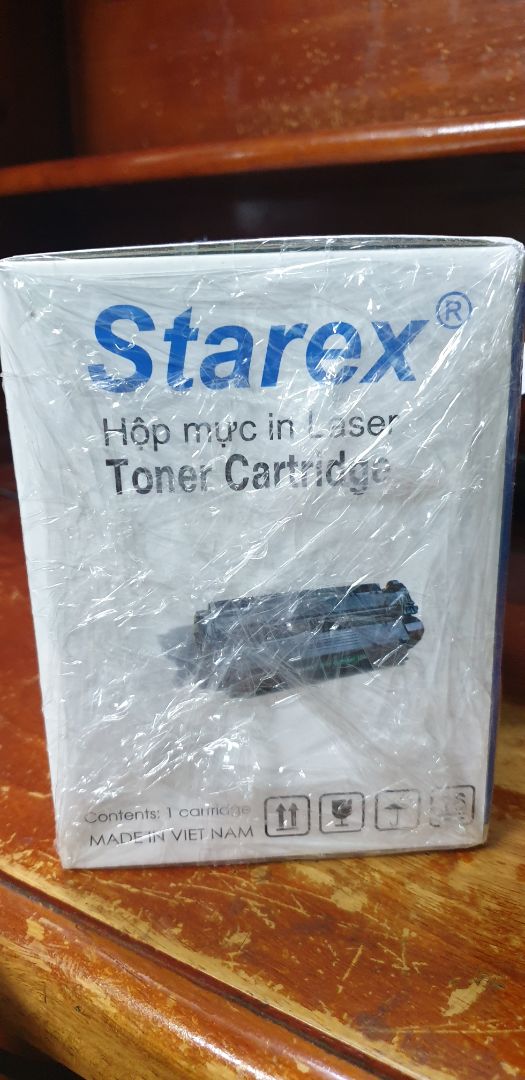 Starex®
Hộp mực in Laser
Toner Cartridge
Contents: 1 cartridge
MADE IN VIET NAM